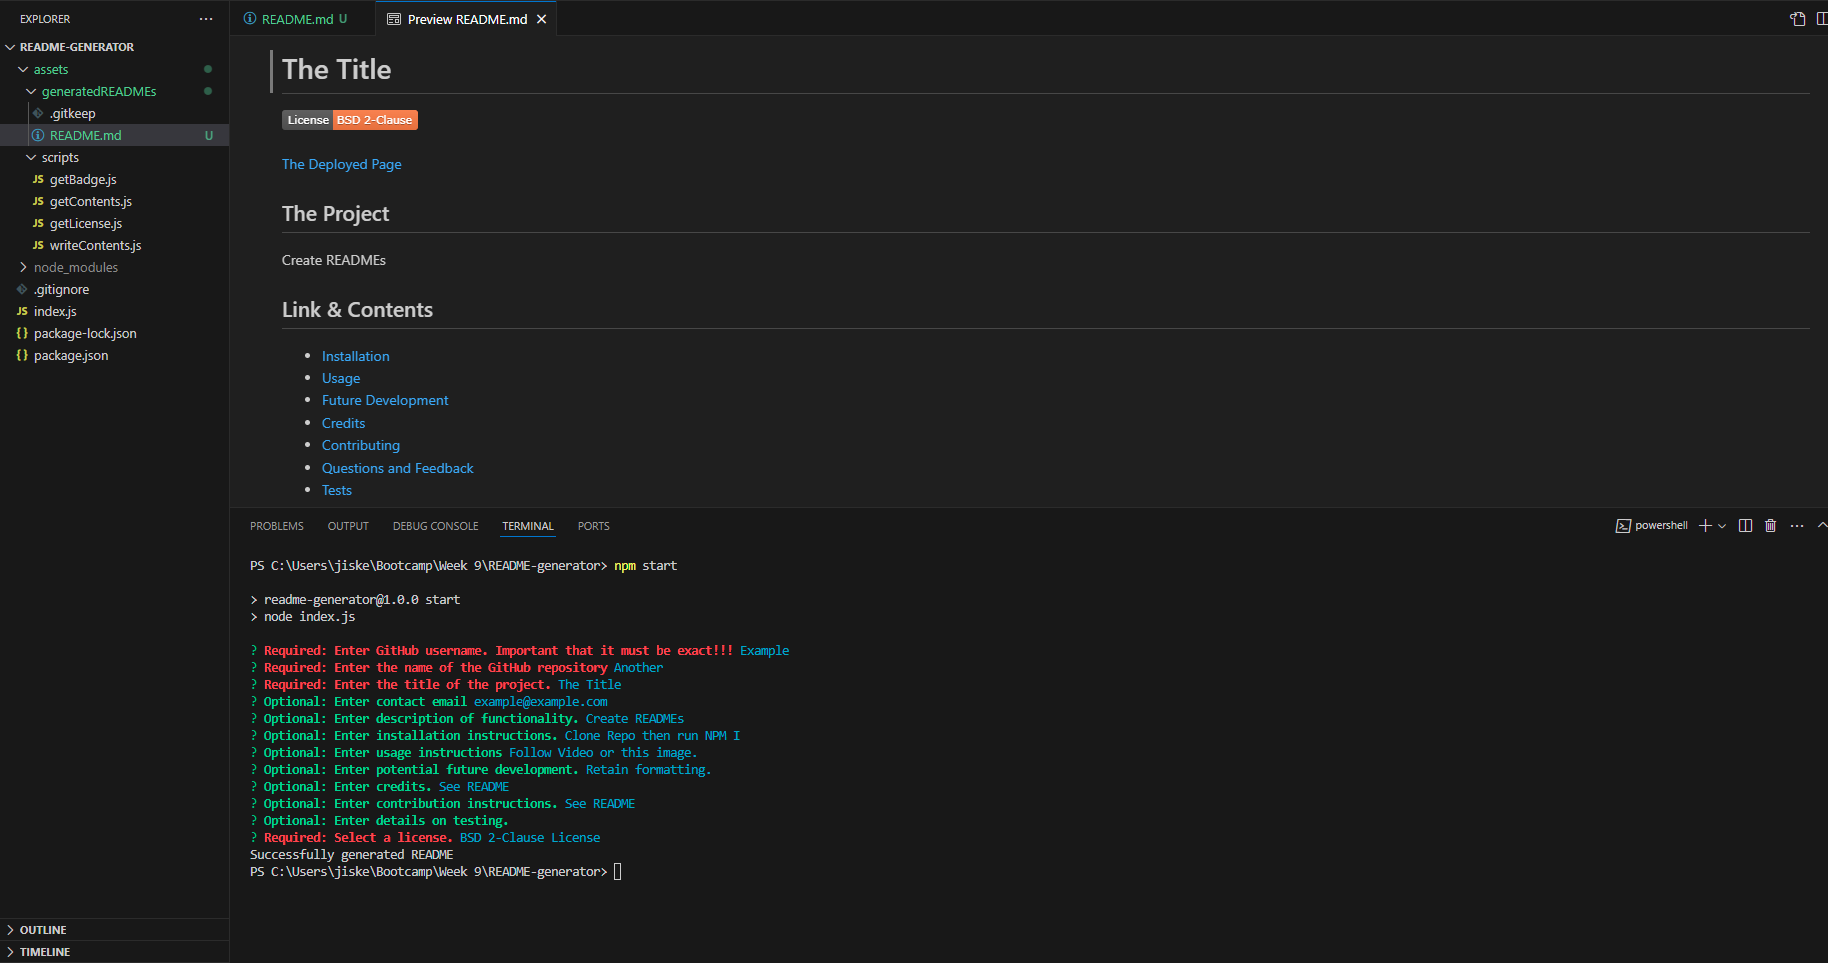 EXPLORER
README-GENERATOR
assets
generatedREADMEs
.gitkeep
README.md U
scripts
JS getBadge.js
JS getContents.js
JS getLicense.js
JS writeContents.js
node_modules
.gitignore
JS index.js
{} package-lock.json
{} package.json
OUTLINE
TIMELINE
README.md U
Preview README.md
The Title
License BSD 2-Clause
The Deployed Page
The Project
Create READMEs
Link & Contents
• Installation
• Usage
• Future Development
• Credits
• Contributing
• Questions and Feedback
• Tests
PROBLEMS OUTPUT DEBUG CONSOLE TERMINAL PORTS
powershell
PS C:\Users\jiske\Bootcamp\Week 9\README-generator> npm start
> readme-generator@1.0.0 start
> node index.js
? Required: Enter GitHub username. Important that it must be exact!!! Example
? Required: Enter the name of the GitHub repository Another
? Required: Enter the title of the project. The Title
? Optional: Enter contact email example@example.com
? Optional: Enter description of functionality. Create READMEs
? Optional: Enter installation instructions. Clone Repo then run NPM I
? Optional: Enter usage instructions Follow Video or this image.
? Optional: Enter potential future development. Retain formatting.
? Optional: Enter credits. See README
? Optional: Enter contribution instructions. See README
? Optional: Enter details on testing.
? Required: Select a license. BSD 2-Clause License
Successfully generated README
PS C:\Users\jiske\Bootcamp\Week 9\README-generator>